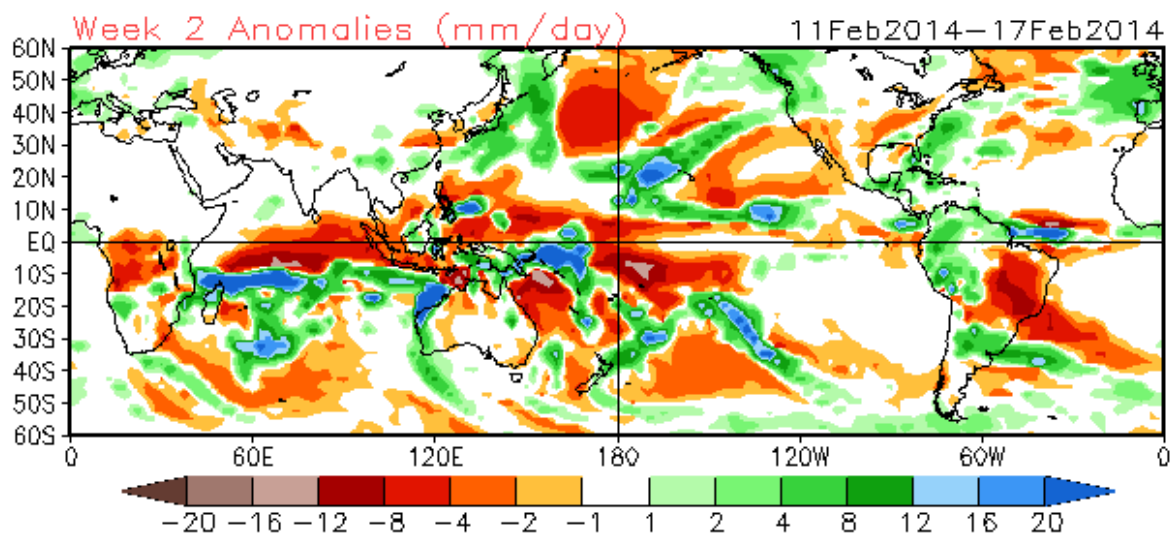 Week 2 Anomalies (mm/day) 11Feb2014-17Feb2014
60N
50N
40N
30N
20N
10N
EQ
10S
20S
30S
40S
50S
60S
0 60E 120E 180 120W 60W 0
-20 -16 -12 -8 -4 -2 -1 1 2 4 8 12 16 20